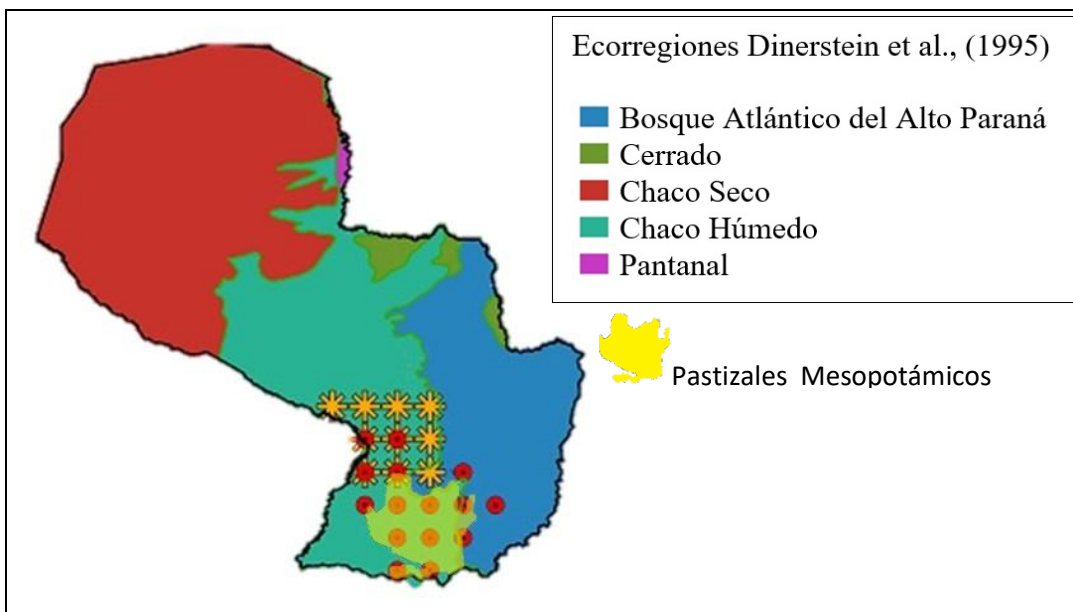 Ecorregiones Dinerstein et al., (1995)
Bosque Atlántico del Alto Paraná
Cerrado
Chaco Seco
Chaco Húmedo
Pantanal
Pastizales Mesopotámicos